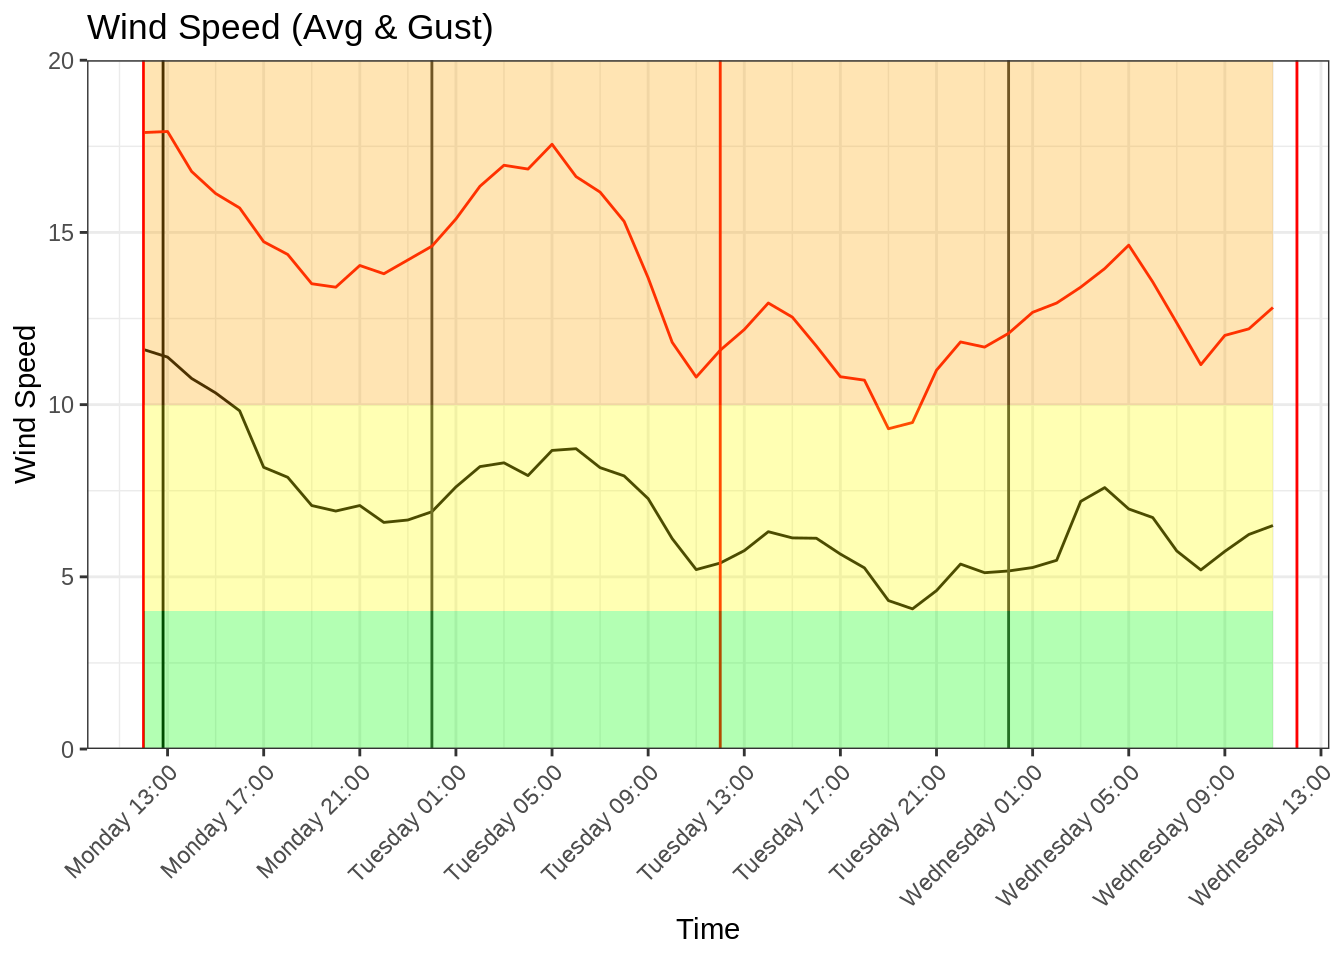 Wind Speed (Avg & Gust)
20
15
10
5
0
Wind Speed
Monday 13:00
Monday 17:00
Monday 21:00
Tuesday 01:00
Tuesday 05:00
Tuesday 09:00
Tuesday 13:00
Tuesday 17:00
Tuesday 21:00
Wednesday 01:00
Wednesday 05:00
Wednesday 09:00
Wednesday 13:00
Time